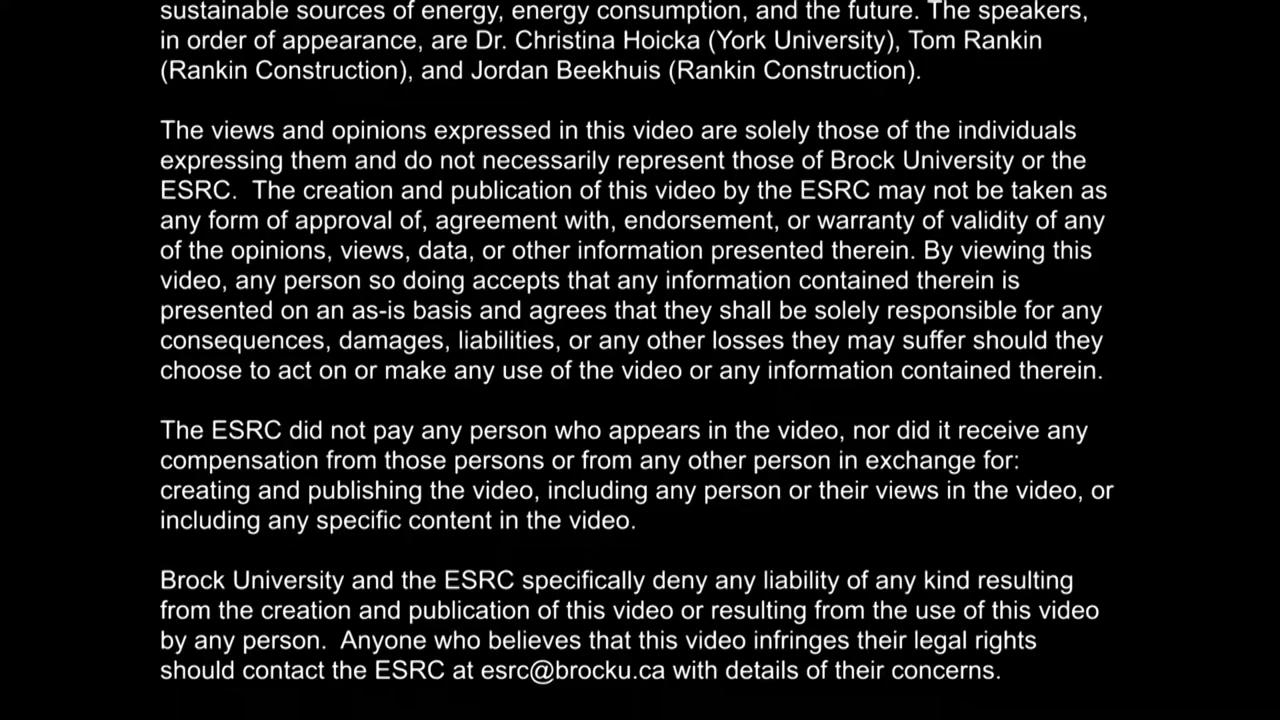 sustainable sources of energy, energy consumption, and the future. The speakers,
in order of appearance, are Dr. Christina Hoicka (York University), Tom Rankin
(Rankin Construction), and Jordan Beekhuis (Rankin Construction).
The views and opinions expressed in this video are solely those of the individuals
expressing them and do not necessarily represent those of Brock University or the
ESRC.  The creation and publication of this video by the ESRC may not be taken as
any form of approval of, agreement with, endorsement, or warranty of validity of any
of the opinions, views, data, or other information presented therein. By viewing this
video, any person so doing accepts that any information contained therein is
presented on an as-is basis and agrees that they shall be solely responsible for any
consequences, damages, liabilities, or any other losses they may suffer should they
choose to act on or make any use of the video or any information contained therein.
The ESRC did not pay any person who appears in the video, nor did it receive any
compensation from those persons or from any other person in exchange for:
creating and publishing the video, including any person or their views in the video, or
including any specific content in the video.
Brock University and the ESRC specifically deny any liability of any kind resulting
from the creation and publication of this video or resulting from the use of this video
by any person.  Anyone who believes that this video infringes their legal rights
should contact the ESRC at esrc@brocku.ca with details of their concerns.